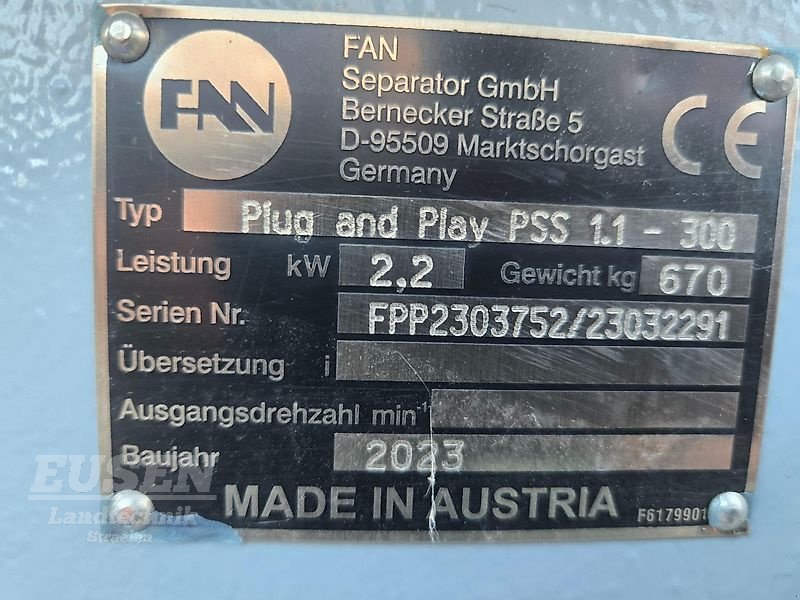 FAN
FAN
Separator GmbH
Bernecker Straße 5
D-95509 Marktschorgast
Germany
CE
Typ Plug and Play PSS 1.1 - 300
Leistung kW 2,2 Gewicht kg 670
Serien Nr. FPP2303752/23032291
Übersetzung i
Ausgangsdrehzahl min⁻¹
Baujahr 2023
MADE IN AUSTRIA
F6179901
EUSEN
Landtechnik
Straelen